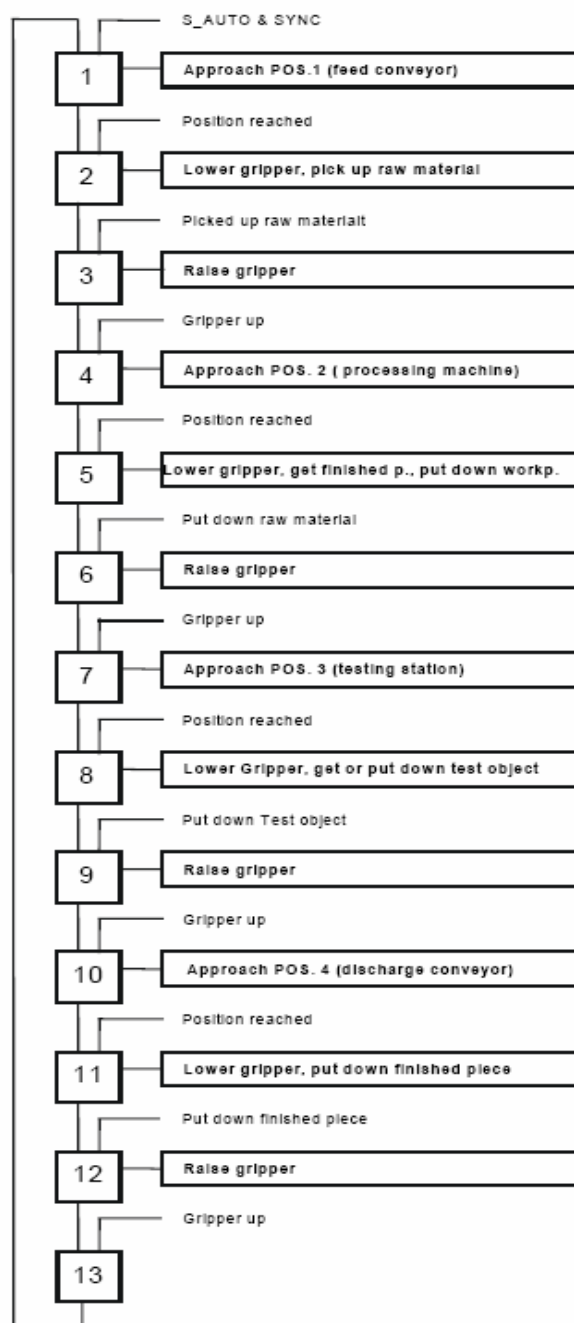 S_AUTO & SYNC
1 Approach POS.1 (feed conveyor)
Position reached
2 Lower gripper, pick up raw material
Picked up raw materialt
3 Raise gripper
Gripper up
4 Approach POS. 2 ( processing machine)
Position reached
5 Lower gripper, get finished p., put down workp.
Put down raw material
6 Raise gripper
Gripper up
7 Approach POS. 3 (testing station)
Position reached
8 Lower Gripper, get or put down test object
Put down Test object
9 Raise gripper
Gripper up
10 Approach POS. 4 (discharge conveyor)
Position reached
11 Lower gripper, put down finished piece
Put down finished piece
12 Raise gripper
Gripper up
13